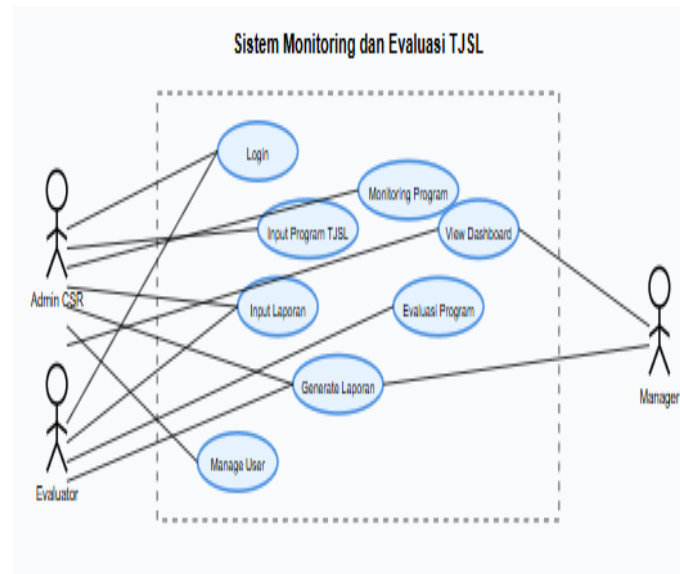 Sistem Monitoring dan Evaluasi TJSL
Login
Monitoring Program
Input Program TJSL
View Dashboard
Admin CSR
Input Laporan
Evaluasi Program
Generate Laporan
Manager
Manage User
Evaluator